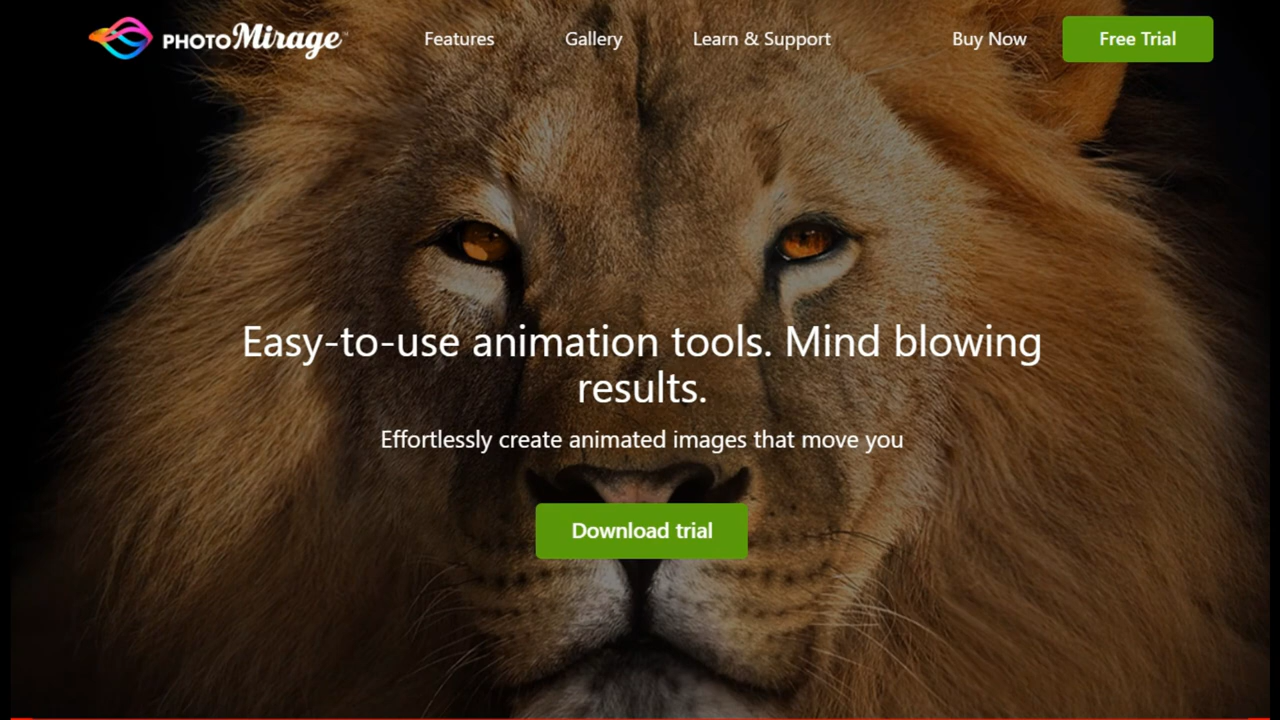 PHOTOMirage™
Features
Gallery
Learn & Support
Buy Now
Free Trial
Easy-to-use animation tools. Mind blowing
results.
Effortlessly create animated images that move you
Download trial